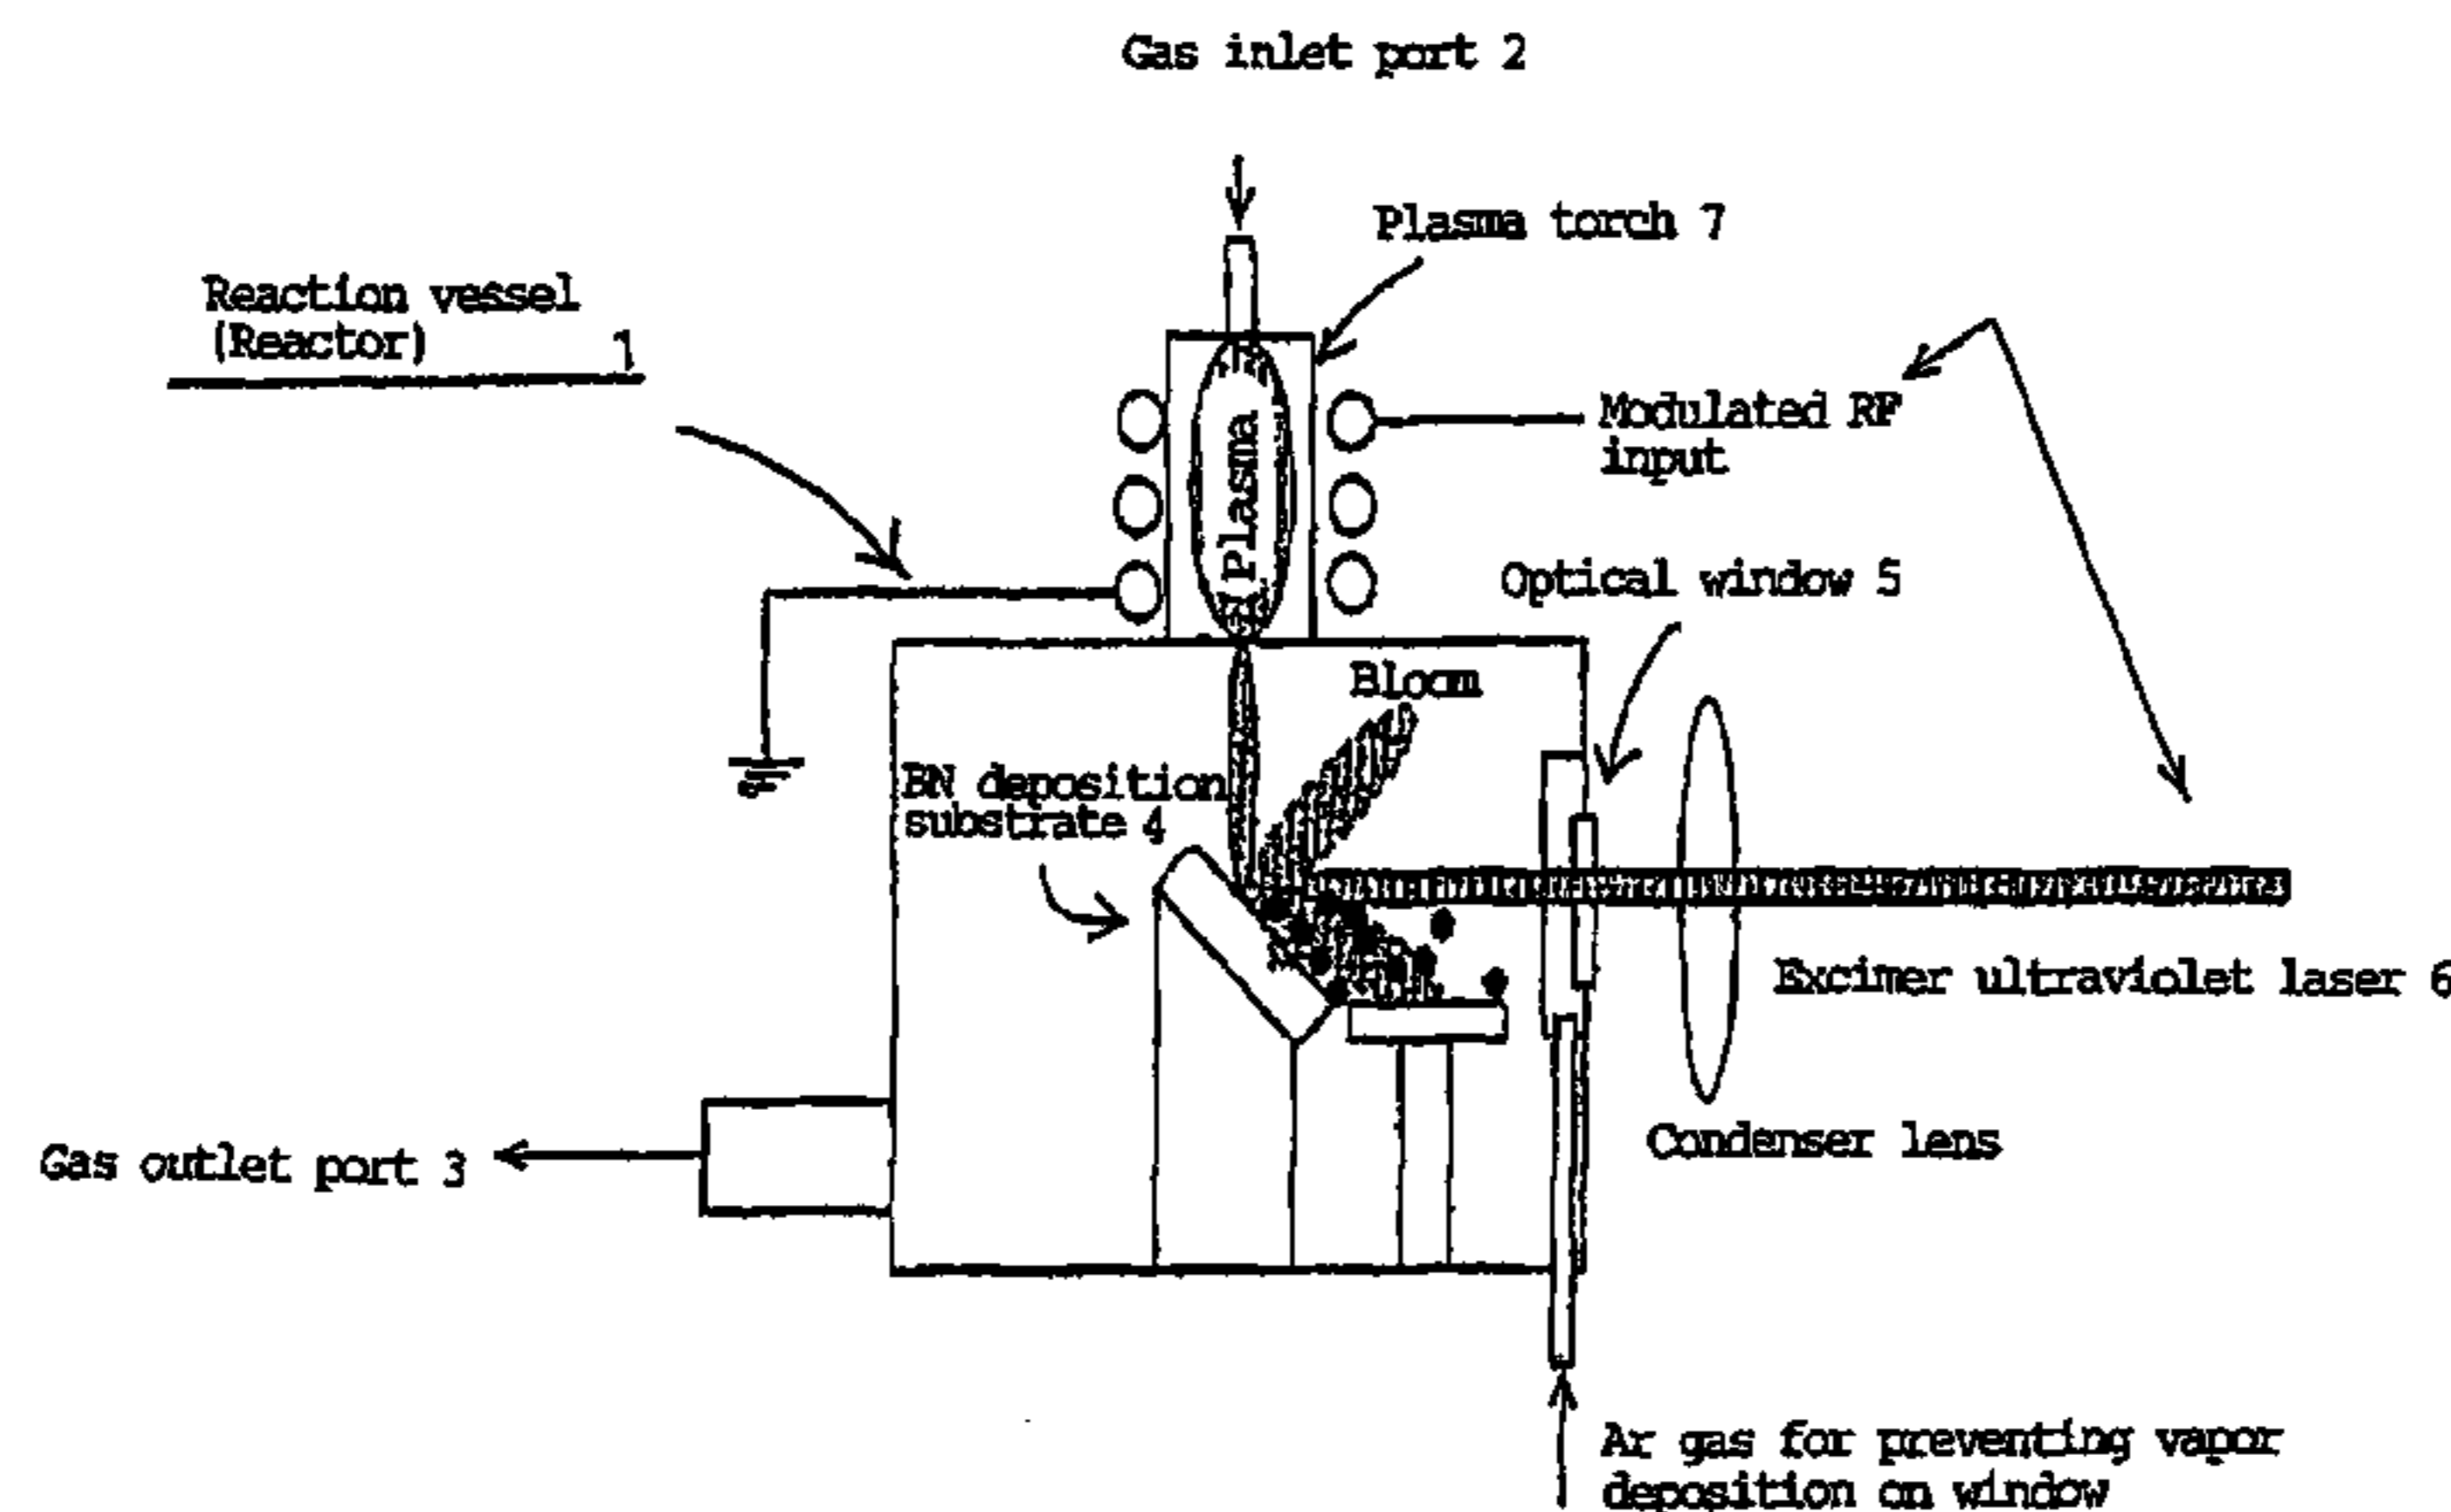 Gas inlet port 2
Plasma torch 7
Reaction vessel
(Reactor) 1
Modulated RF
input
Plasma
Optical window 5
Bloom
BN deposition
substrate 4
Excimer ultraviolet laser 6
Condenser lens
Gas outlet port 3
Ar gas for preventing vapor
deposition on window